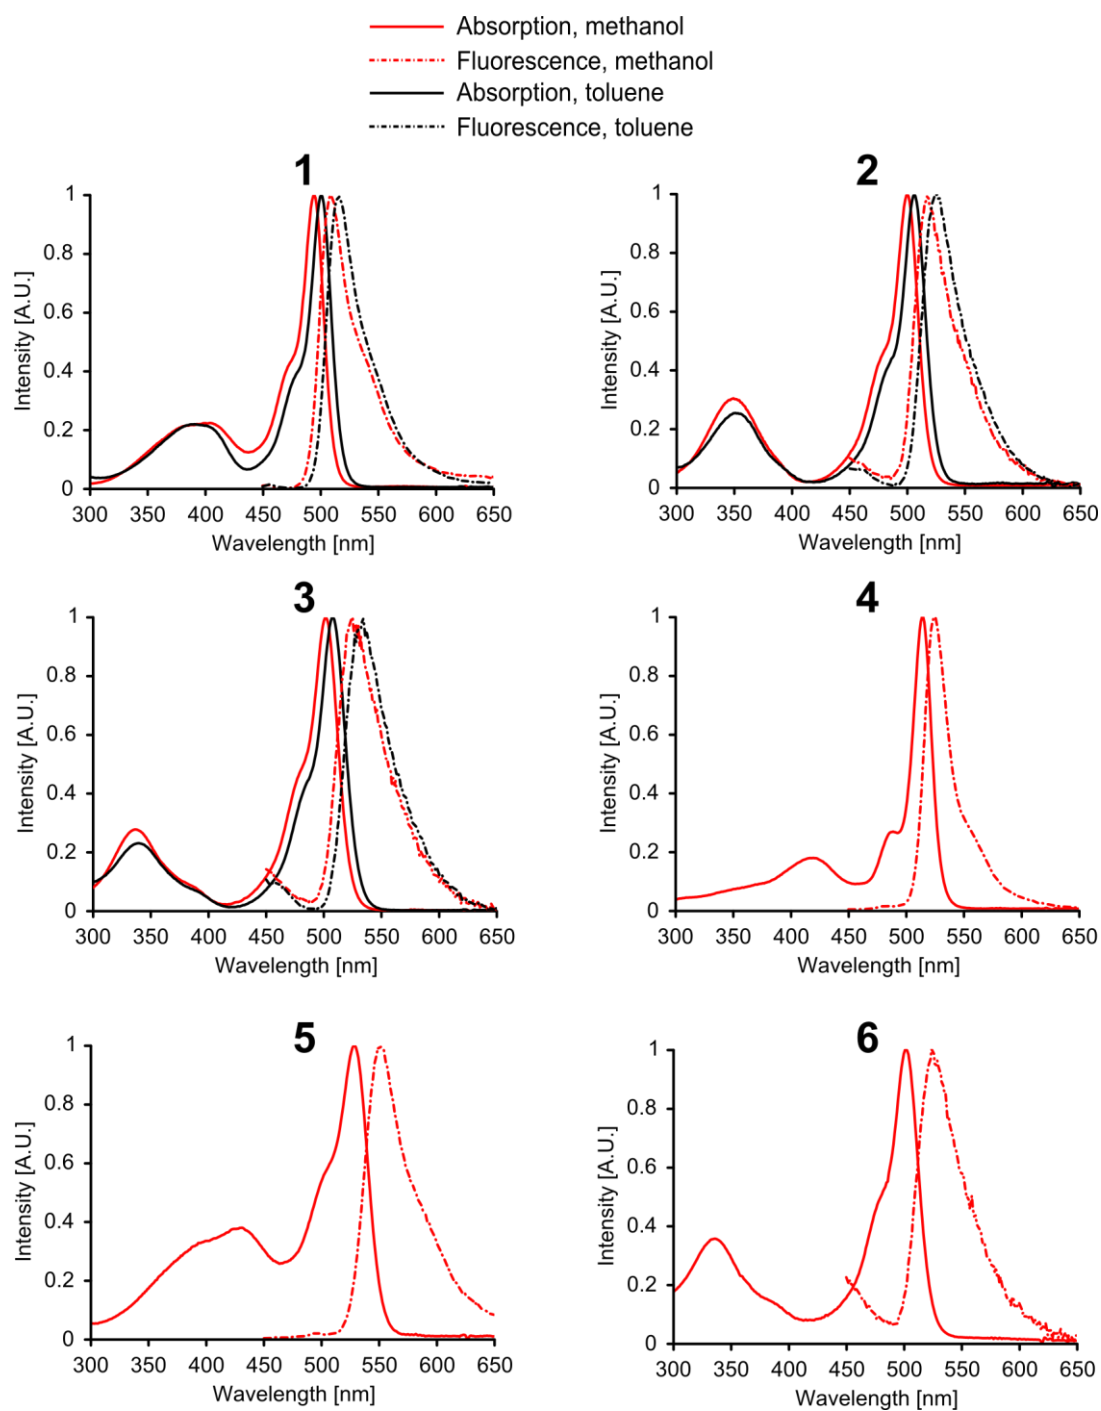 Absorption, methanol
Fluorescence, methanol
Absorption, toluene
Fluorescence, toluene
1
1
0.8
0.6
0.4
0.2
0
Intensity [A.U.]
300 350 400 450 500 550 600 650
Wavelength [nm]
2
1
0.8
0.6
0.4
0.2
0
Intensity [A.U.]
300 350 400 450 500 550 600 650
Wavelength [nm]
3
1
0.8
0.6
0.4
0.2
0
Intensity [A.U.]
300 350 400 450 500 550 600 650
Wavelength [nm]
4
1
0.8
0.6
0.4
0.2
0
Intensity [A.U.]
300 350 400 450 500 550 600 650
Wavelength [nm]
5
1
0.8
0.6
0.4
0.2
0
Intensity [A.U.]
300 350 400 450 500 550 600 650
Wavelength [nm]
6
1
0.8
0.6
0.4
0.2
0
Intensity [A.U.]
300 350 400 450 500 550 600 650
Wavelength [nm]